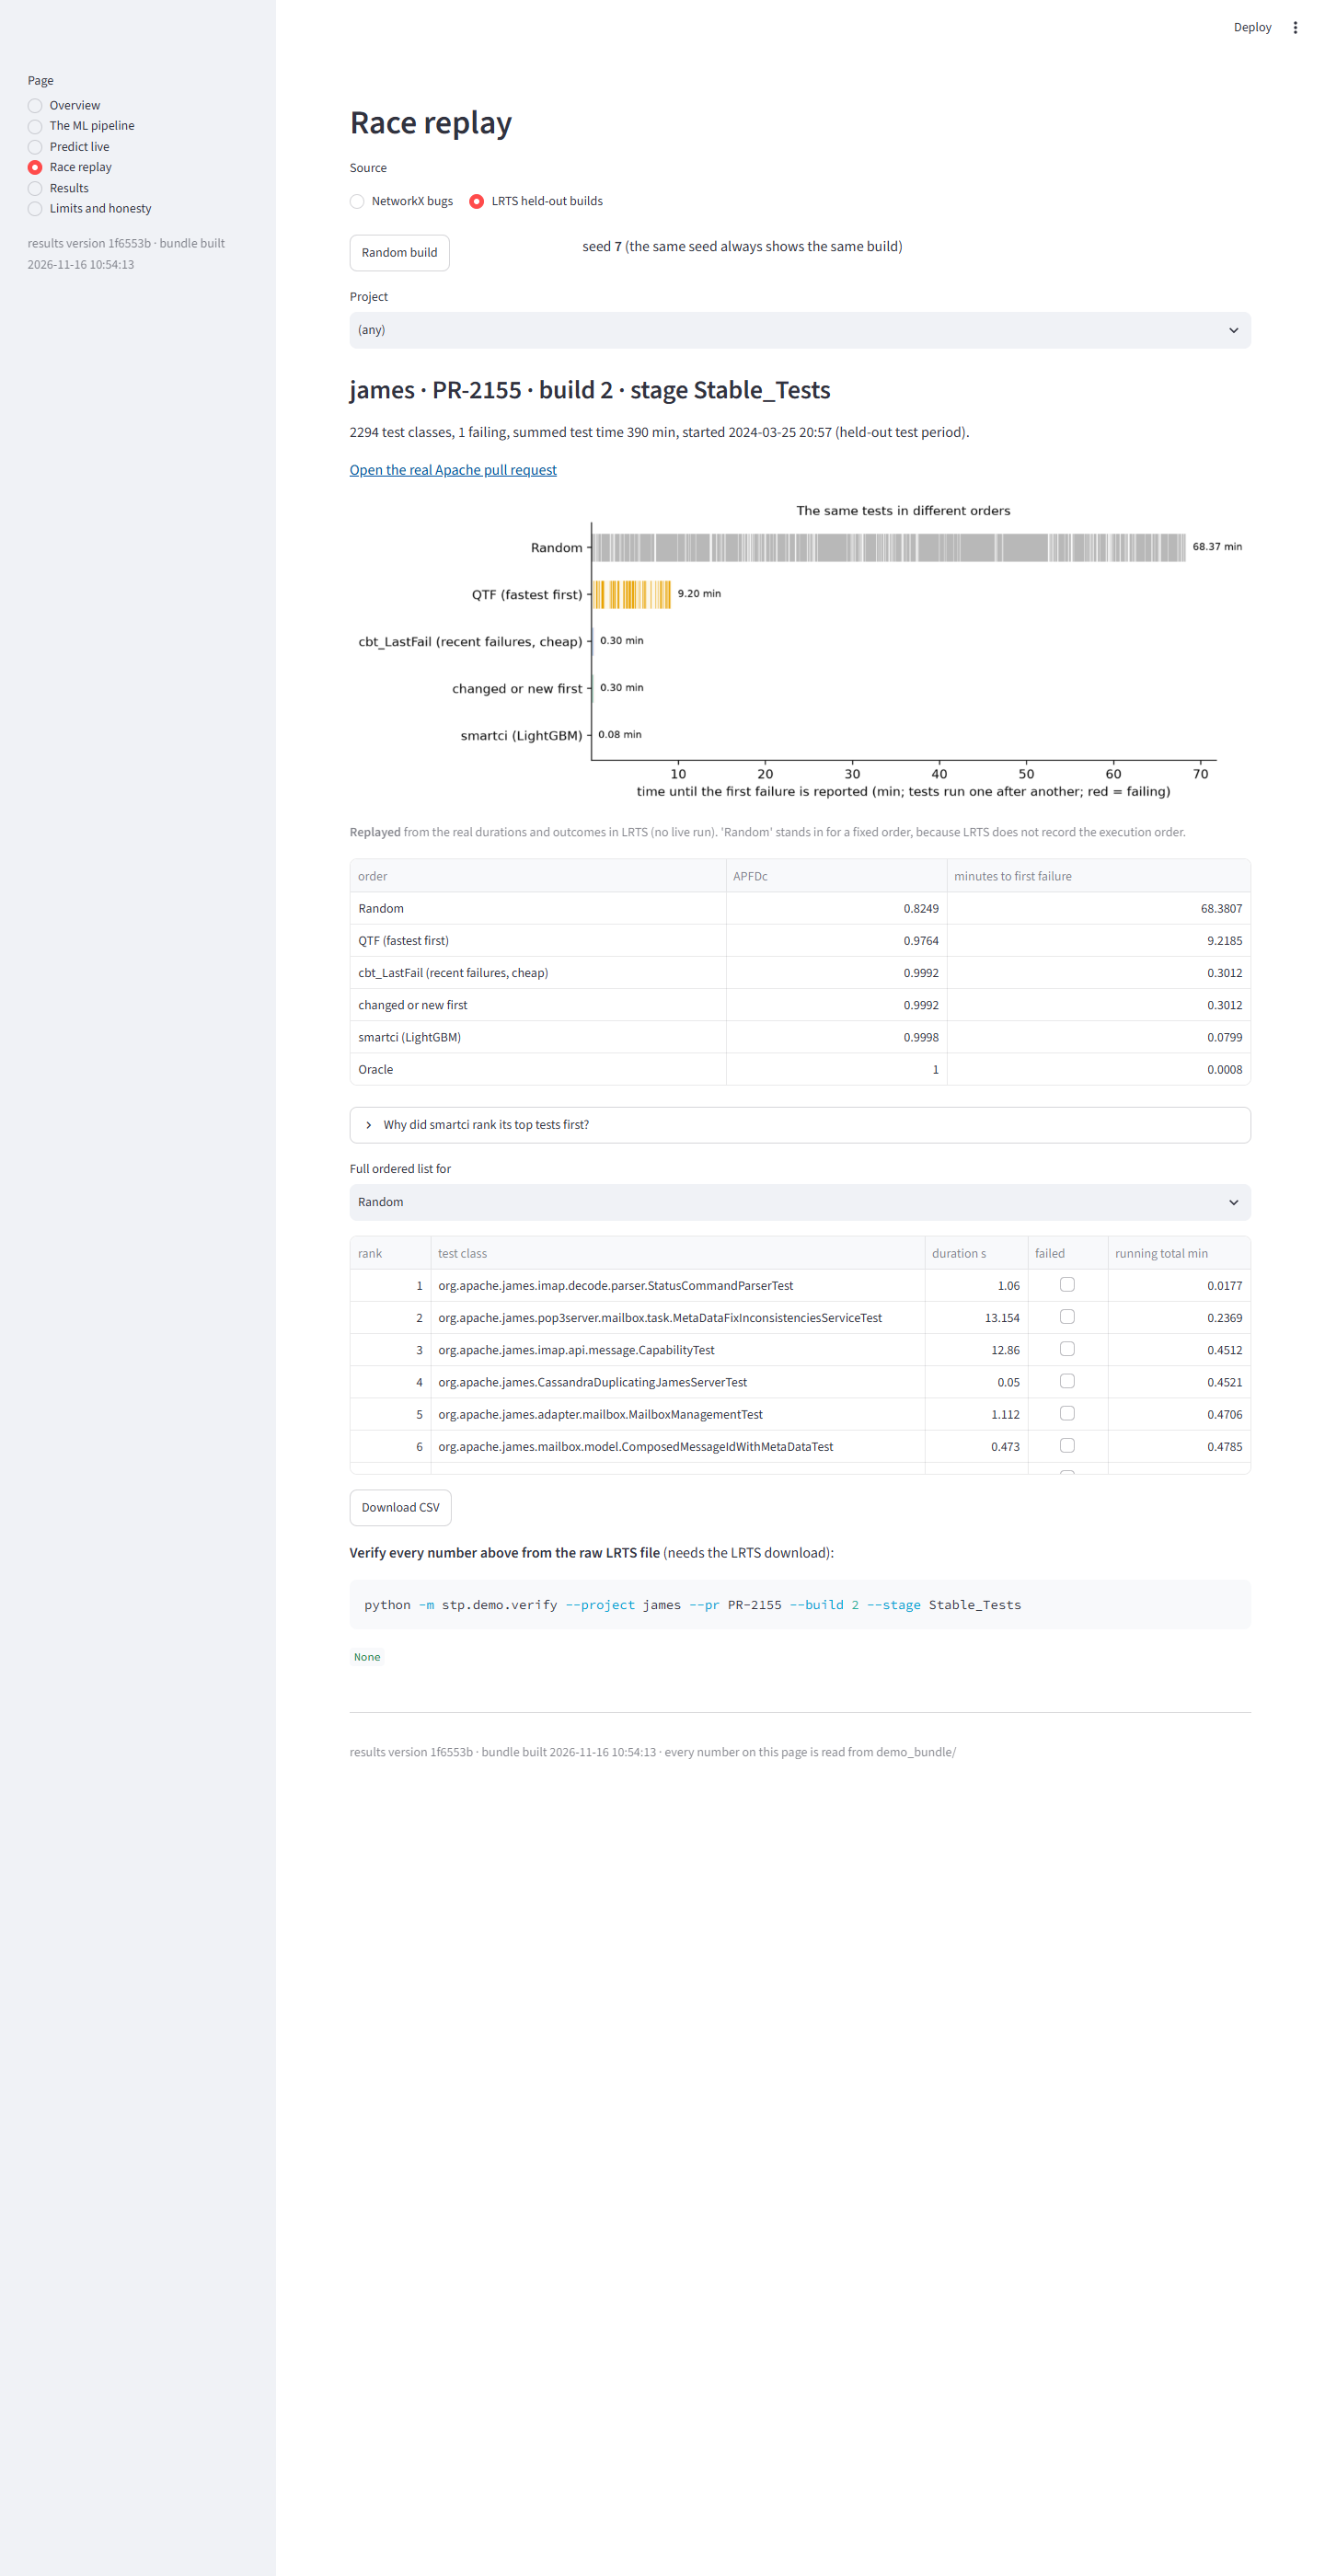 Deploy
Page
Overview
The ML pipeline
Predict live
Race replay
Results
Limits and honesty
results version 1f6553b · bundle built
2026-11-16 10:54:13
Race replay
Source
NetworkX bugs LRTS held-out builds
Random build seed 7 (the same seed always shows the same build)
Project
(any)
james · PR-2155 · build 2 · stage Stable_Tests
2294 test classes, 1 failing, summed test time 390 min, started 2024-03-25 20:57 (held-out test period).
Open the real Apache pull request
The same tests in different orders
Random 68.37 min
QTF (fastest first) 9.20 min
cbt_LastFail (recent failures, cheap) 0.30 min
changed or new first 0.30 min
smartci (LightGBM) 0.08 min
10 20 30 40 50 60 70
time until the first failure is reported (min; tests run one after another; red = failing)
Replayed from the real durations and outcomes in LRTS (no live run). 'Random' stands in for a fixed order, because LRTS does not record the execution order.
order APFDc minutes to first failure
Random 0.8249 68.3807
QTF (fastest first) 0.9764 9.2185
cbt_LastFail (recent failures, cheap) 0.9992 0.3012
changed or new first 0.9992 0.3012
smartci (LightGBM) 0.9998 0.0799
Oracle 1 0.0008
Why did smartci rank its top tests first?
Full ordered list for
Random
rank test class duration s failed running total min
1 org.apache.james.imap.decode.parser.StatusCommandParserTest 1.06 0.0177
2 org.apache.james.pop3server.mailbox.task.MetaDataFixInconsistenciesServiceTest 13.154 0.2369
3 org.apache.james.imap.api.message.CapabilityTest 12.86 0.4512
4 org.apache.james.CassandraDuplicatingJamesServerTest 0.05 0.4521
5 org.apache.james.adapter.mailbox.MailboxManagementTest 1.112 0.4706
6 org.apache.james.mailbox.model.ComposedMessageIdWithMetaDataTest 0.473 0.4785
Download CSV
Verify every number above from the raw LRTS file (needs the LRTS download):
python -m stp.demo.verify --project james --pr PR-2155 --build 2 --stage Stable_Tests
None
results version 1f6553b · bundle built 2026-11-16 10:54:13 · every number on this page is read from demo_bundle/